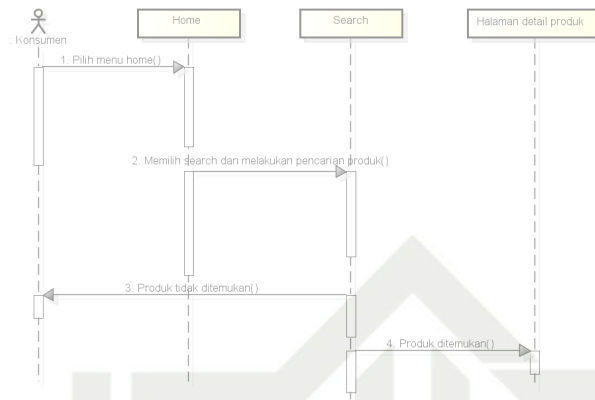 Home
Search
Halaman detail produk
: Konsumen
1. Pilih menu home()
2. Memilih search dan melakukan pencarian produk()
3. Produk tidak ditemukan()
4. Produk ditemukan()